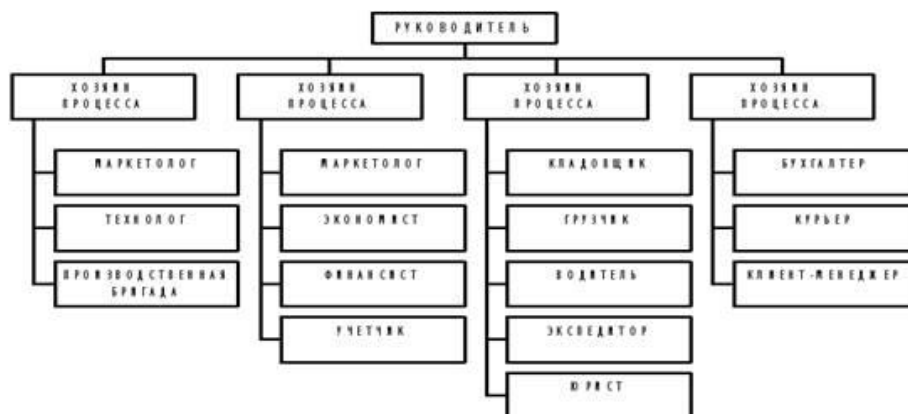 РУКОВОДИТЕЛЬ
ХОЗЯИН
ПРОЦЕССА
МАРКЕТОЛОГ
ТЕХНОЛОГ
ПРОИЗВОДСТВЕННАЯ
БРИГАДА
ХОЗЯИН
ПРОЦЕССА
МАРКЕТОЛОГ
ЭКОНОМИСТ
ФИНАНСИСТ
УЧЕТЧИК
ХОЗЯИН
ПРОЦЕССА
КЛАДОВЩИК
ГРУЗЧИК
ВОДИТЕЛЬ
ЭКСПЕДИТОР
ЮРИСТ
ХОЗЯИН
ПРОЦЕССА
БУХГАЛТЕР
КУРЬЕР
КЛИЕНТ-МЕНЕДЖЕР